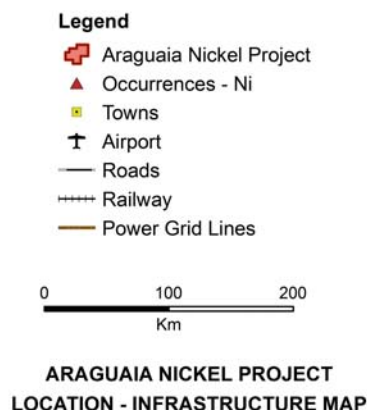 Legend
Araguaia Nickel Project
Occurrences - Ni
Towns
Airport
Roads
Railway
Power Grid Lines
0 100 200
Km
ARAGUAIA NICKEL PROJECT
LOCATION - INFRASTRUCTURE MAP